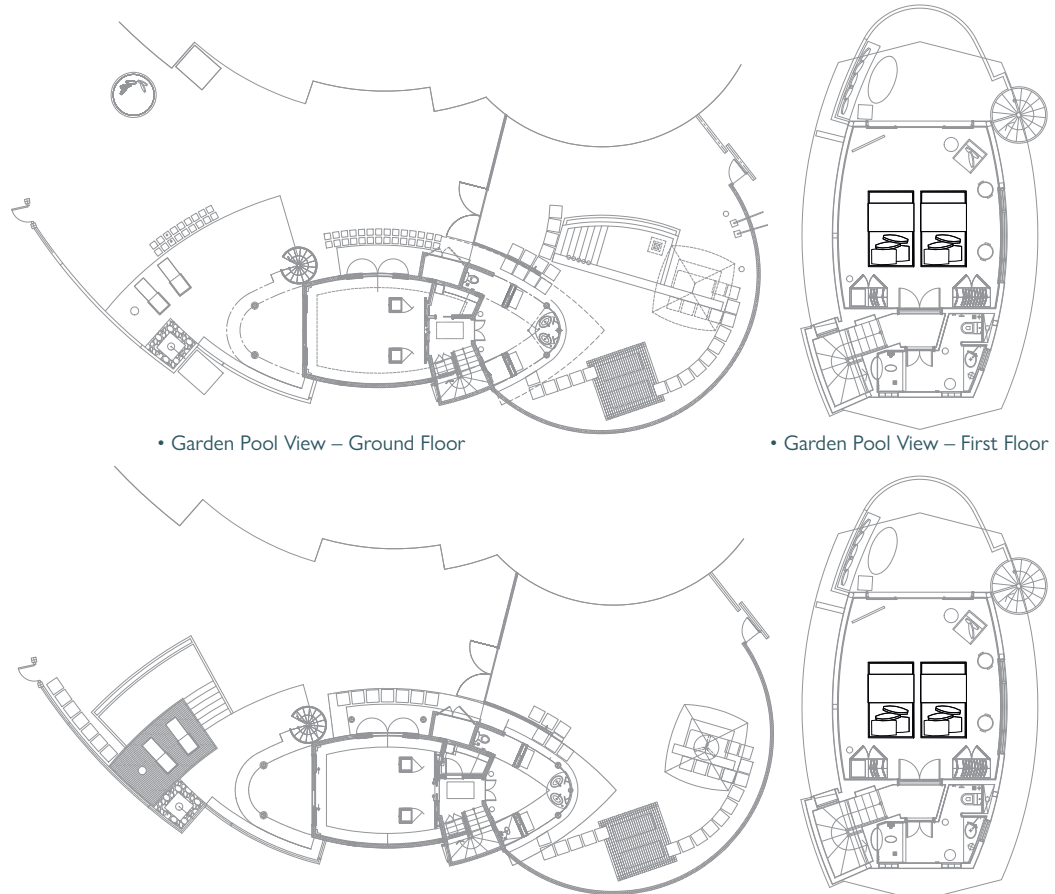 • Garden Pool View – Ground Floor
• Garden Pool View – First Floor